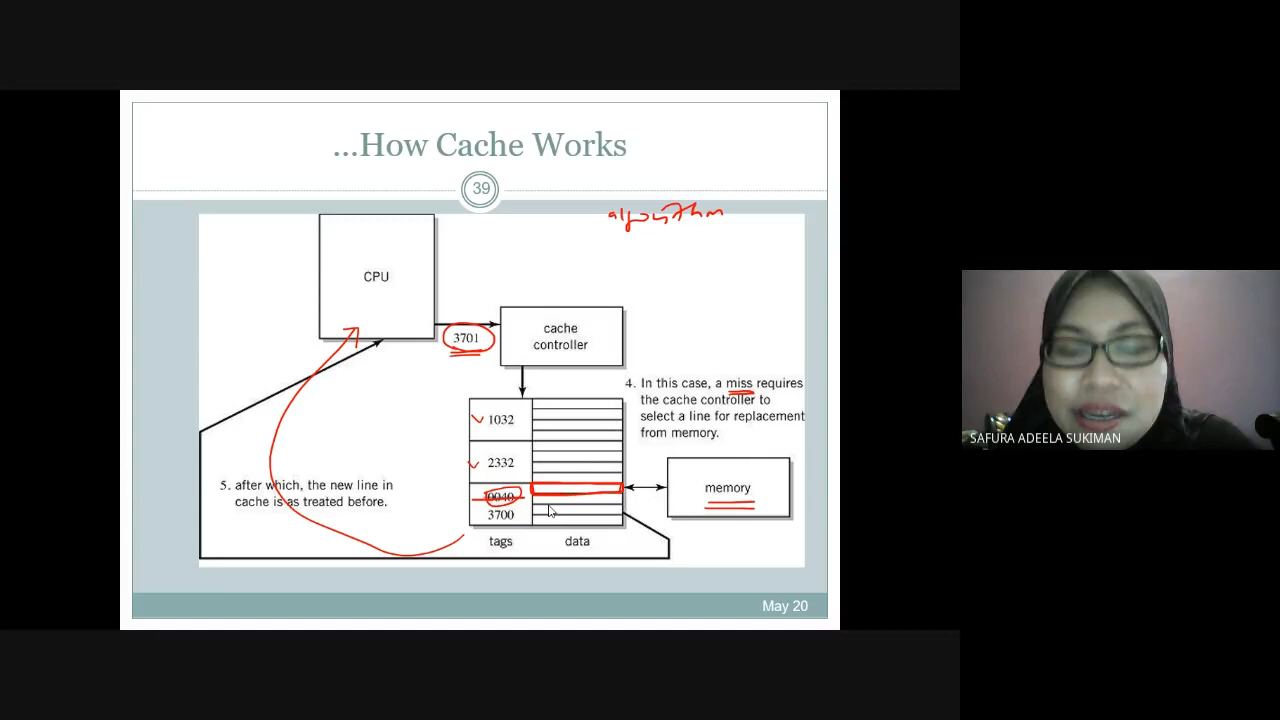 ...How Cache Works
39
algorithm
CPU
3701
cache
controller
4. In this case, a miss requires
the cache controller to
select a line for replacement
from memory.
1032
2332
0040
3700
memory
5. after which, the new line in
cache is as treated before.
tags
data
May 20
SAFURA ADEELA SUKIMAN